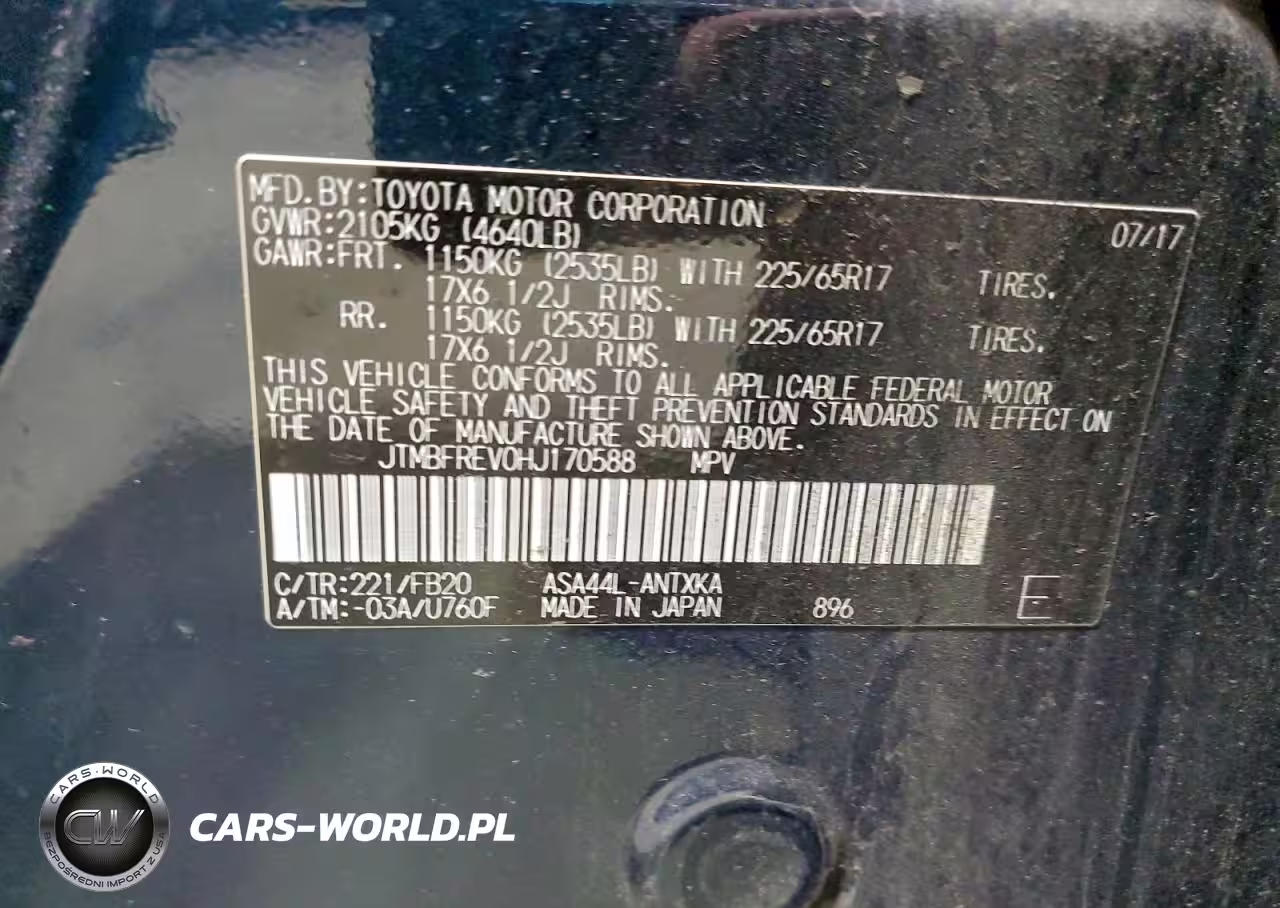 MFD.BY:TOYOTA MOTOR CORPORATION 07/17
GVWR:2105KG (4640LB)
GAWR:FRT. 1150KG (2535LB) WITH 225/65R17 TIRES.
17X6 1/2J RIMS.
RR. 1150KG (2535LB) WITH 225/65R17 TIRES.
17X6 1/2J RIMS.
THIS VEHICLE CONFORMS TO ALL APPLICABLE FEDERAL MOTOR
VEHICLE SAFETY AND THEFT PREVENTION STANDARDS IN EFFECT ON
THE DATE OF MANUFACTURE SHOWN ABOVE.
JTMBFREV0HJ170588 MPV
C/TR:221/FB20 ASA44L-ANTXKA
A/TM:-03A/U760F MADE IN JAPAN 896 E
CARS-WORLD
CW
BEZPOŚREDNI IMPORT Z USA
CARS-WORLD.PL